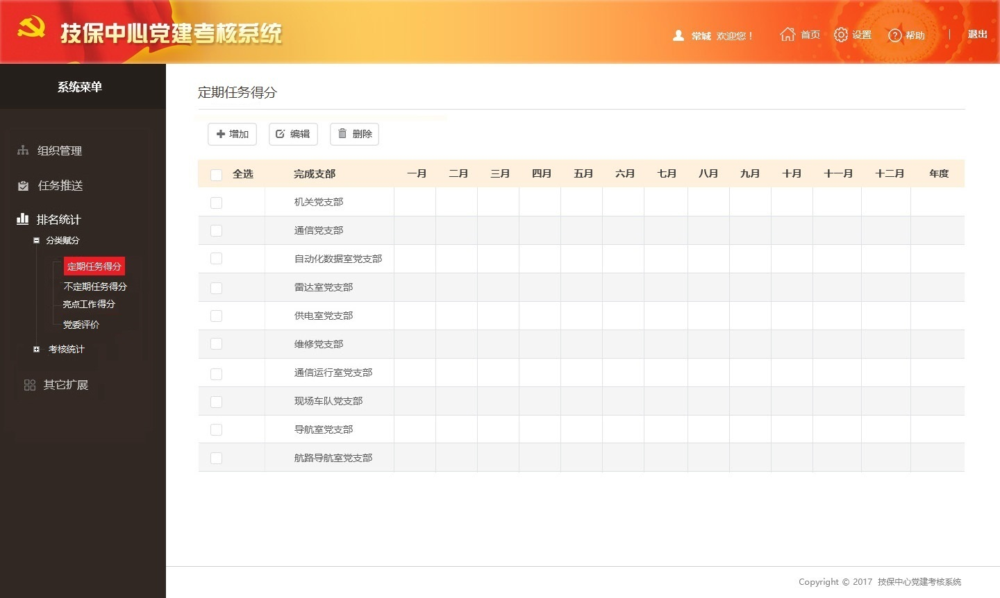 技保中心党建考核系统
常城 欢迎您！ 首页 设置 帮助 退出
系统菜单
组织管理
任务推送
排名统计
分类赋分
定期任务得分
不定期任务得分
亮点工作得分
党委评价
考核统计
其它扩展
定期任务得分
增加 编辑 删除
全选 完成支部 一月 二月 三月 四月 五月 六月 七月 八月 九月 十月 十一月 十二月 年度
机关党支部
通信党支部
自动化数据室党支部
雷达室党支部
供电室党支部
维修党支部
通信运行室党支部
现场车队党支部
导航室党支部
航路导航室党支部
Copyright © 2017 技保中心党建考核系统